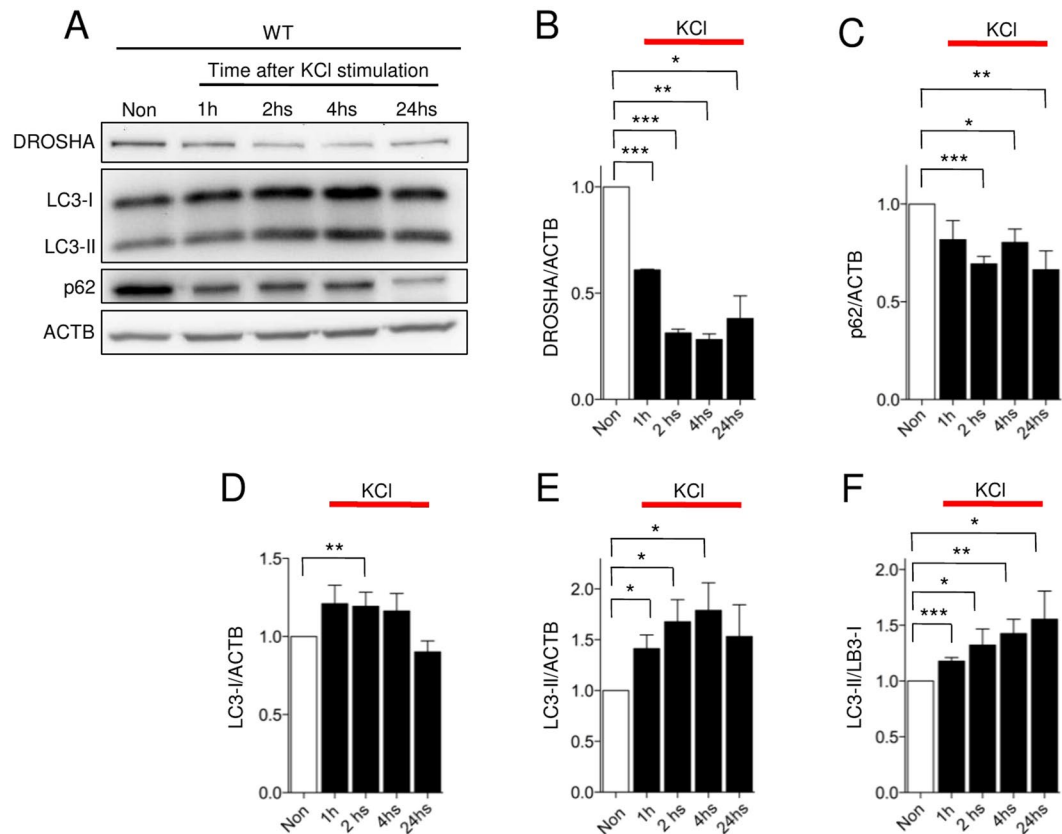 A
WT
Time after KCl stimulation
Non 1h 2hs 4hs 24hs
DROSHA
LC3-I
LC3-II
p62
ACTB
B
KCl
*
**
***
***
DROSHA/ACTB
1.0
0.5
0.0
Non 1h 2 hs 4hs 24hs
C
KCl
**
*
***
p62/ACTB
1.0
0.5
0.0
Non 1h 2 hs 4hs 24hs
D
KCl
**
LC3-I/ACTB
1.5
1.0
0.5
0.0
Non 1h 2 hs 4hs 24hs
E
KCl
*
*
*
LC3-II/ACTB
2.0
1.5
1.0
0.5
0.0
Non 1h 2 hs 4hs 24hs
F
KCl
*
**
*
***
LC3-II/LB3-I
2.0
1.5
1.0
0.5
0.0
Non 1h 2 hs 4hs 24hs